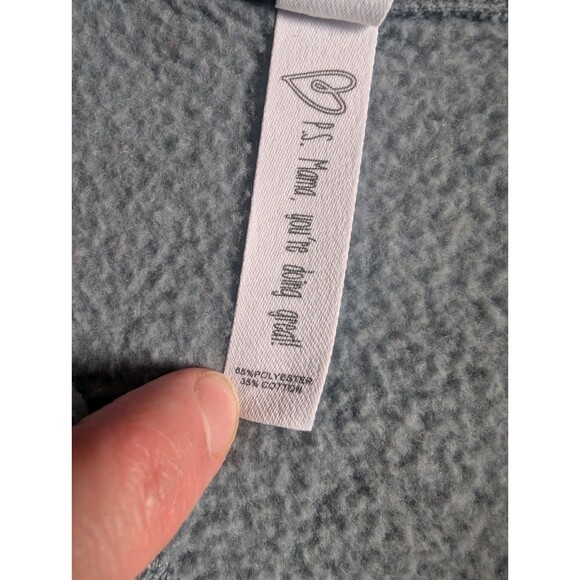 P.S. Mama, you're doing great!
65%POLYESTER
35% COTTON